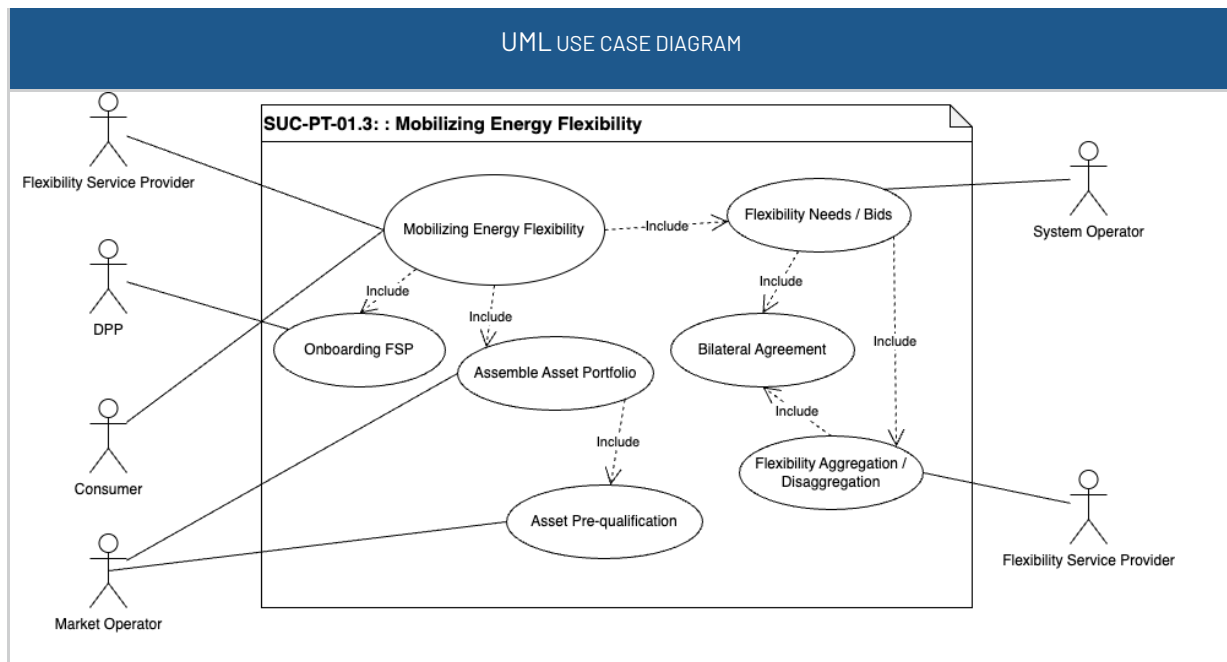 UML USE CASE DIAGRAM
SUC-PT-01.3: : Mobilizing Energy Flexibility
Flexibility Service Provider
Mobilizing Energy Flexibility
Include
Flexibility Needs / Bids
System Operator
DPP
Include
Include
Include
Onboarding FSP
Assemble Asset Portfolio
Bilateral Agreement
Include
Consumer
Include
Include
Flexibility Aggregation /
Disaggregation
Asset Pre-qualification
Flexibility Service Provider
Market Operator